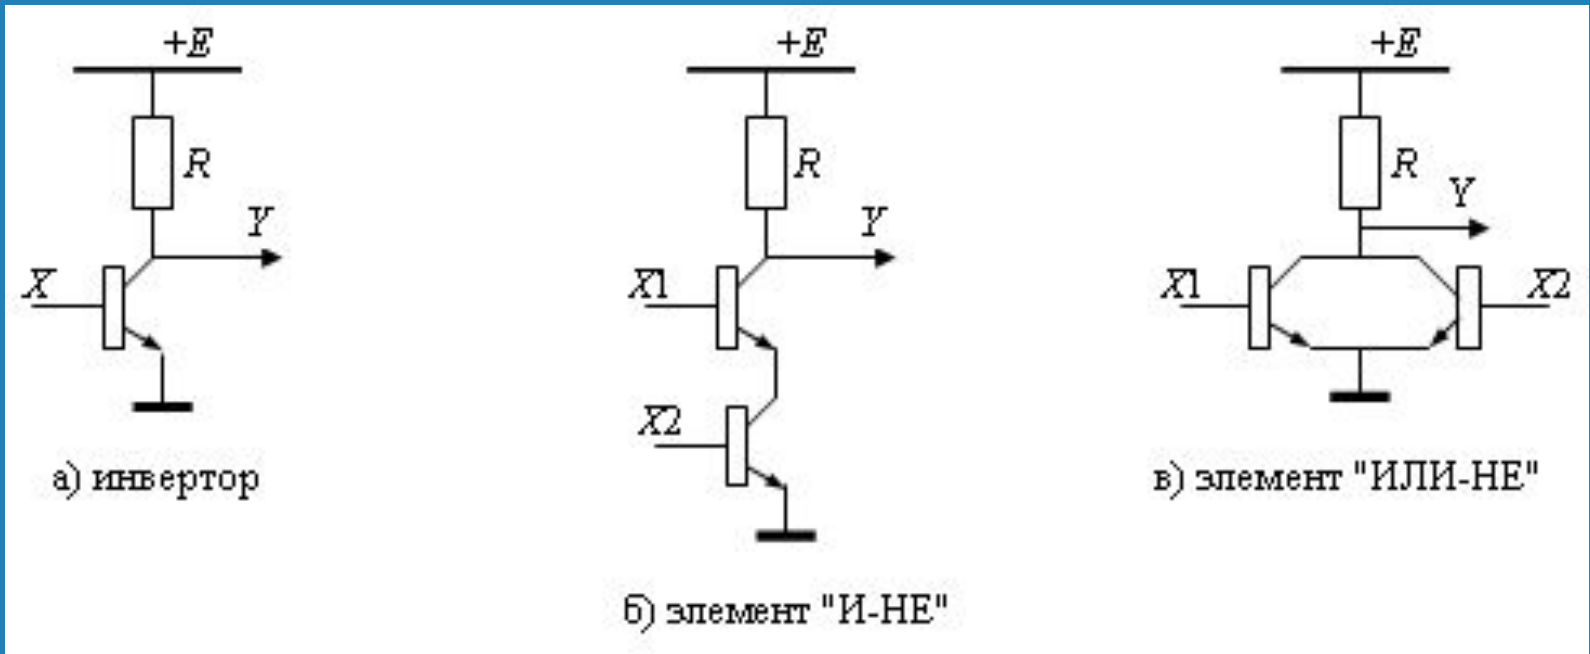 +E
R
Y
X
а) инвертор
+E
R
Y
X1
X2
б) элемент "И-НЕ"
+E
R
Y
X1
X2
в) элемент "ИЛИ-НЕ"